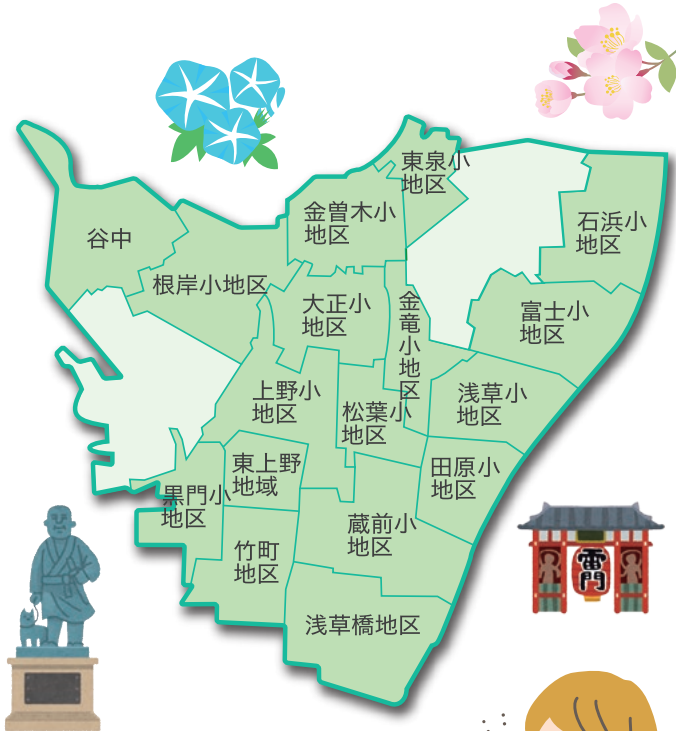 東泉小
地区
金曽木小
地区
石浜小
地区
谷中
根岸小地区
大正小
地区
金竜小地区
富士小
地区
上野小
地区
松葉小
地区
浅草小
地区
東上野
地域
田原小
地区
黒門小
地区
蔵前小
地区
竹町
地区
雷門
浅草橋地区